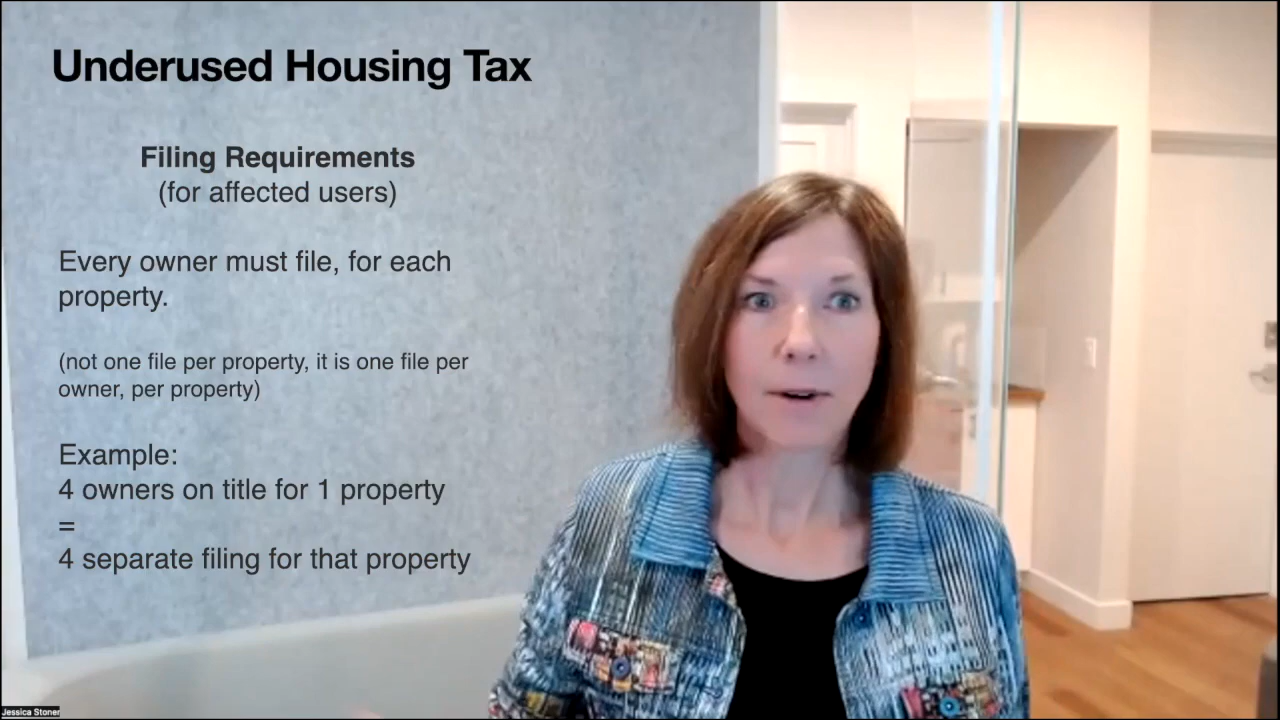 Underused Housing Tax
Filing Requirements
(for affected users)
Every owner must file, for each
property.
(not one file per property, it is one file per
owner, per property)
Example:
4 owners on title for 1 property
=
4 separate filing for that property
Jessica Stoner